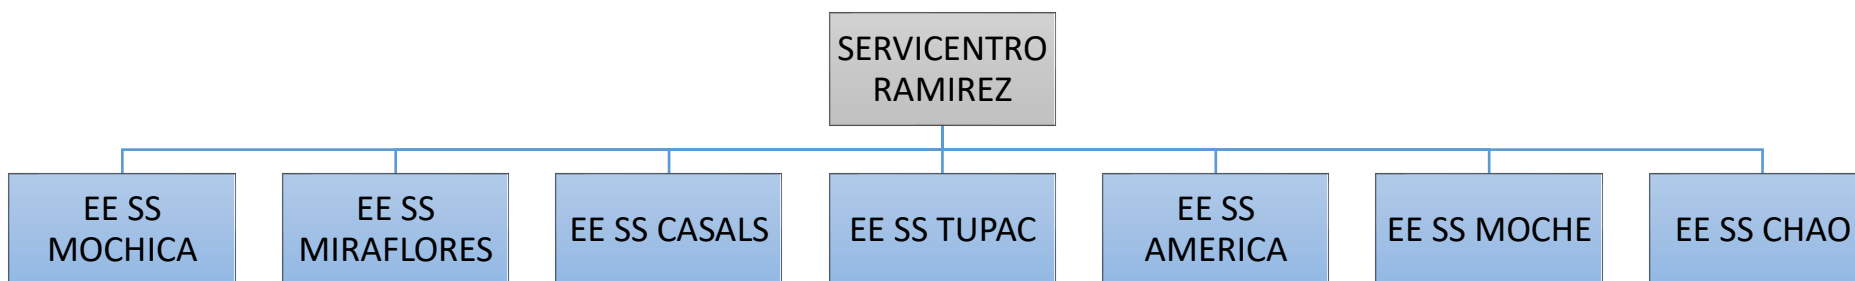 SERVICENTRO
RAMIREZ
EE SS
MOCHICA
EE SS
MIRAFLORES
EE SS CASALS
EE SS TUPAC
EE SS
AMERICA
EE SS MOCHE
EE SS CHAO